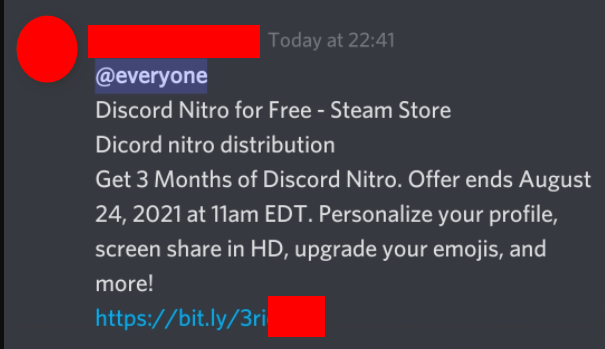 Today at 22:41
@everyone
Discord Nitro for Free - Steam Store
Dicord nitro distribution
Get 3 Months of Discord Nitro. Offer ends August
24, 2021 at 11am EDT. Personalize your profile,
screen share in HD, upgrade your emojis, and
more!
https://bit.ly/3ri